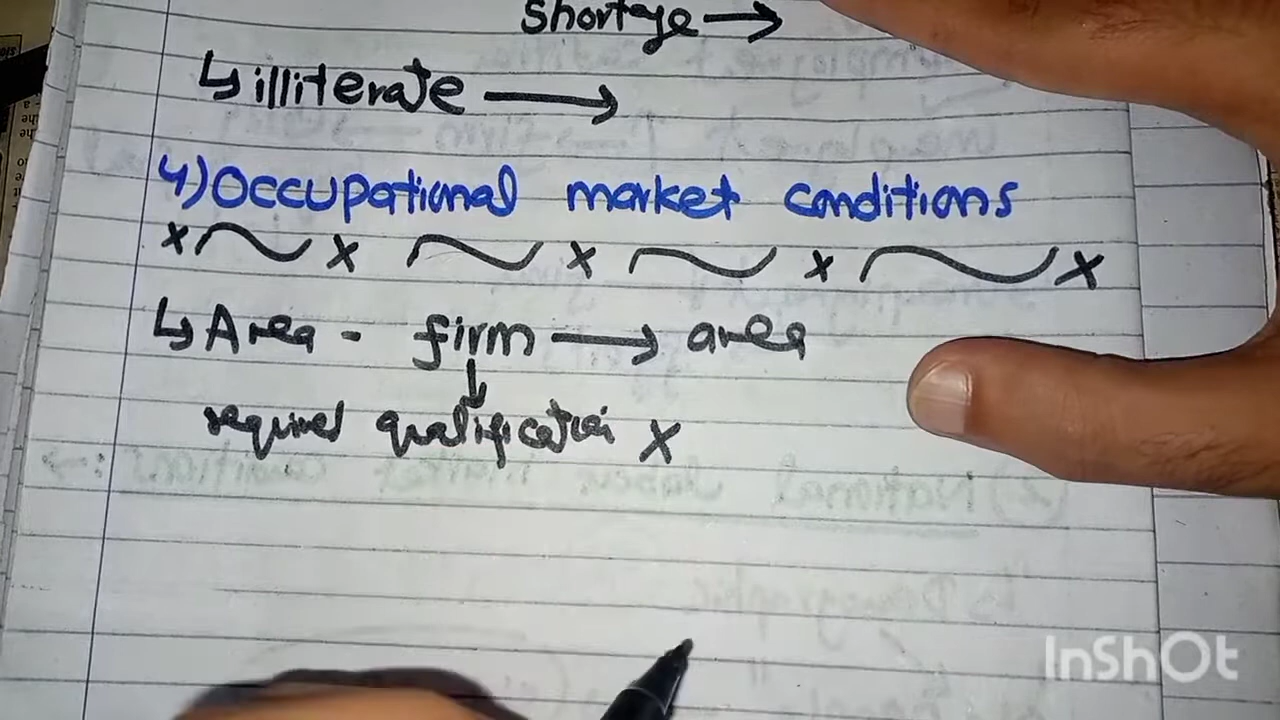 Shortage →
↳ illiterate →
4) Occupational market conditions
x ~ x ~ x ~ x ~ x
↳ Area - firm → area
↓
required qualification x
InShOt